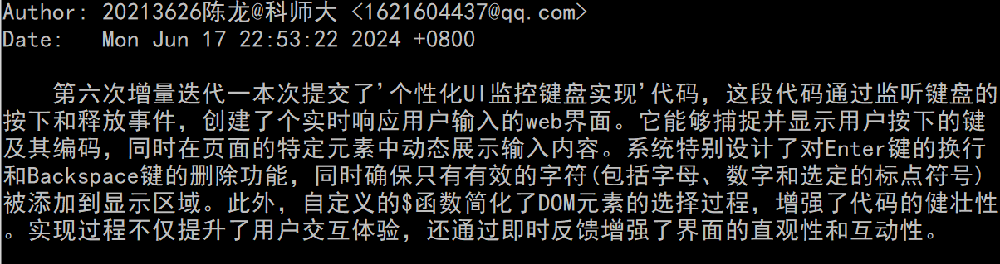 Author: 20213626陈龙@科师大 <1621604437@qq.com>
Date:   Mon Jun 17 22:53:22 2024 +0800
第六次增量迭代一本次提交了'个性化UI监控键盘实现'代码，这段代码通过监听键盘的
按下和释放事件，创建了个实时响应用户输入的web界面。它能够捕捉并显示用户按下的键
及其编码，同时在页面的特定元素中动态展示输入内容。系统特别设计了对Enter键的换行
和Backspace键的删除功能，同时确保只有有效的字符(包括字母、数字和选定的标点符号)
被添加到显示区域。此外，自定义的$函数简化了DOM元素的选择过程，增强了代码的健壮性
。实现过程不仅提升了用户交互体验，还通过即时反馈增强了界面的直观性和互动性。